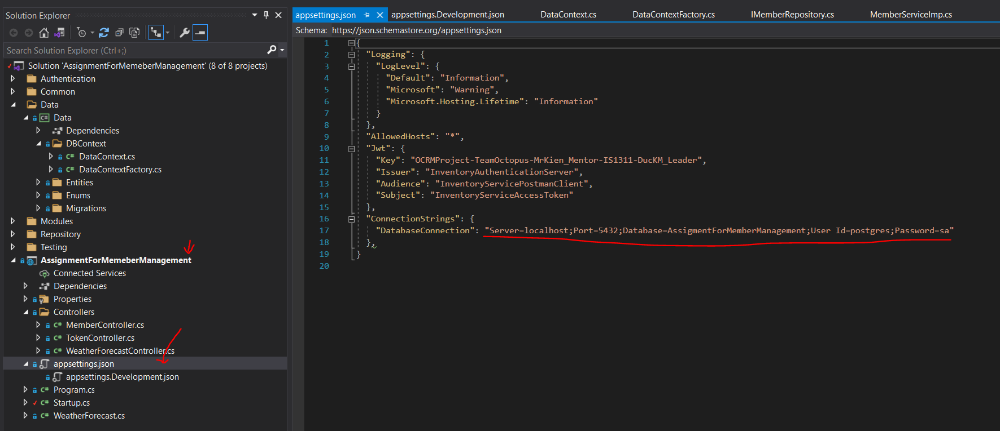 Solution Explorer
Search Solution Explorer (Ctrl+;)
Solution 'AssignmentForMemeberManagement' (8 of 8 projects)
Authentication
Common
Data
C# Data
Dependencies
DBContext
C# DataContext.cs
C# DataContextFactory.cs
Entities
Enums
Migrations
Modules
Repository
Testing
AssignmentForMemeberManagement
Connected Services
Dependencies
Properties
Controllers
C# MemberController.cs
C# TokenController.cs
C# WeatherForecastController.cs
appsettings.json
appsettings.Development.json
C# Program.cs
C# Startup.cs
C# WeatherForecast.cs
appsettings.json appsettings.Development.json DataContext.cs DataContextFactory.cs IMemberRepository.cs MemberServiceImp.cs
Schema: https://json.schemastore.org/appsettings.json
1 {
2 "Logging": {
3 "LogLevel": {
4 "Default": "Information",
5 "Microsoft": "Warning",
6 "Microsoft.Hosting.Lifetime": "Information"
7 }
8 },
9 "AllowedHosts": "*",
10 "Jwt": {
11 "Key": "OCRMProject-TeamOctopus-MrKien_Mentor-IS1311-DucKM_Leader",
12 "Issuer": "InventoryAuthenticationServer",
13 "Audience": "InventoryServicePostmanClient",
14 "Subject": "InventoryServiceAccessToken"
15 },
16 "ConnectionStrings": {
17 "DatabaseConnection": "Server=localhost;Port=5432;Database=AssigmentForMemberManagement;User Id=postgres;Password=sa"
18 },
19 }
20